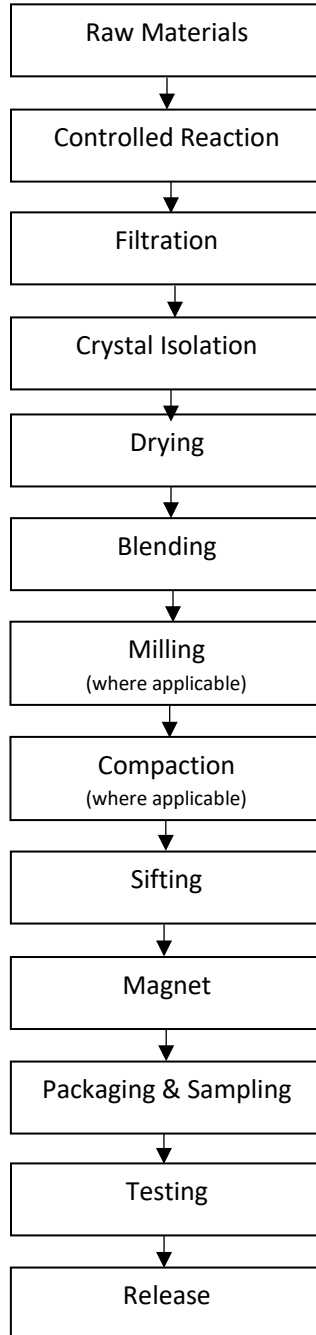 Raw Materials
Controlled Reaction
Filtration
Crystal Isolation
Drying
Blending
Milling
(where applicable)
Compaction
(where applicable)
Sifting
Magnet
Packaging & Sampling
Testing
Release